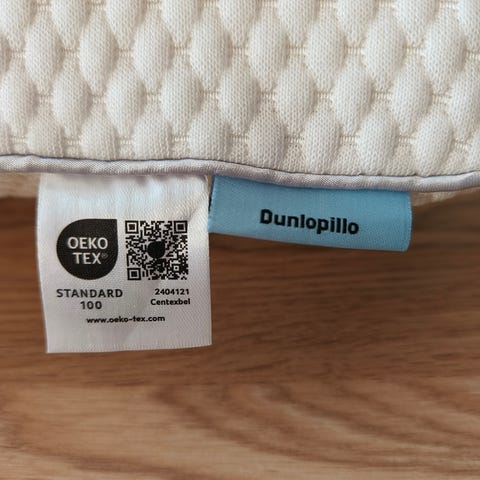 OEKO
TEX®
STANDARD
100
2404121
Centexbel
www.oeko-tex.com
Dunlopillo